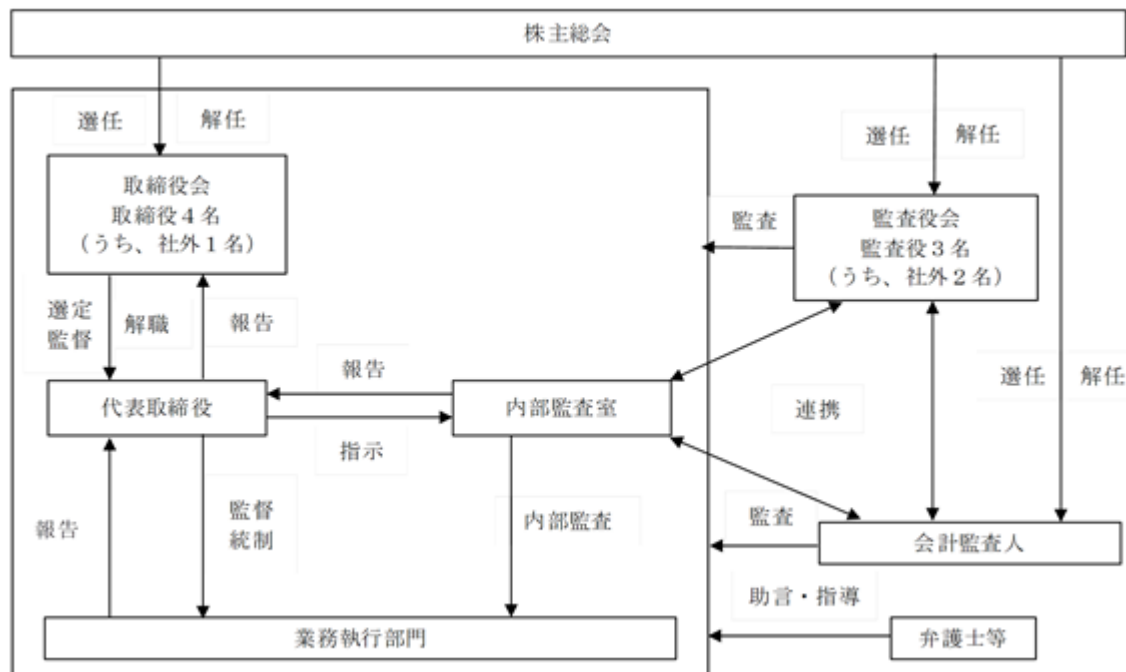 株主総会
選任
解任
選任
解任
取締役会
取締役4名
（うち、社外1名）
監査
監査役会
監査役3名
（うち、社外2名）
選定
監督
解職
報告
選任
解任
報告
代表取締役
内部監査室
連携
指示
報告
監督
統制
内部監査
監査
会計監査人
助言・指導
業務執行部門
弁護士等